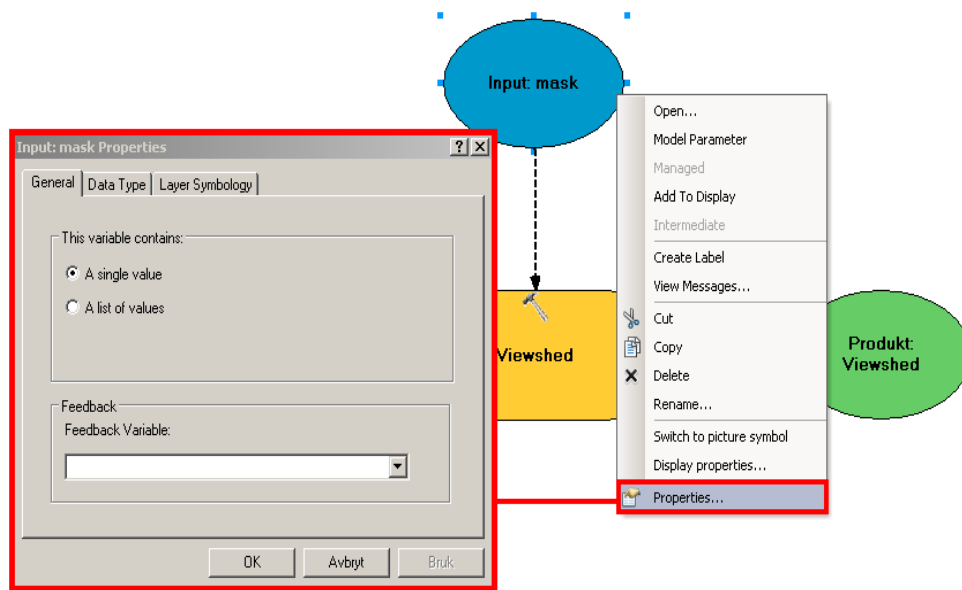 Input: mask
Open...
Model Parameter
Managed
Add To Display
Intermediate
Create Label
View Messages...
Cut
Copy
Delete
Rename...
Switch to picture symbol
Display properties...
Properties...
Input: mask Properties
General Data Type Layer Symbology
This variable contains:
A single value
A list of values
Feedback
Feedback Variable:
OK Avbryt Bruk
Viewshed
Produkt:
Viewshed